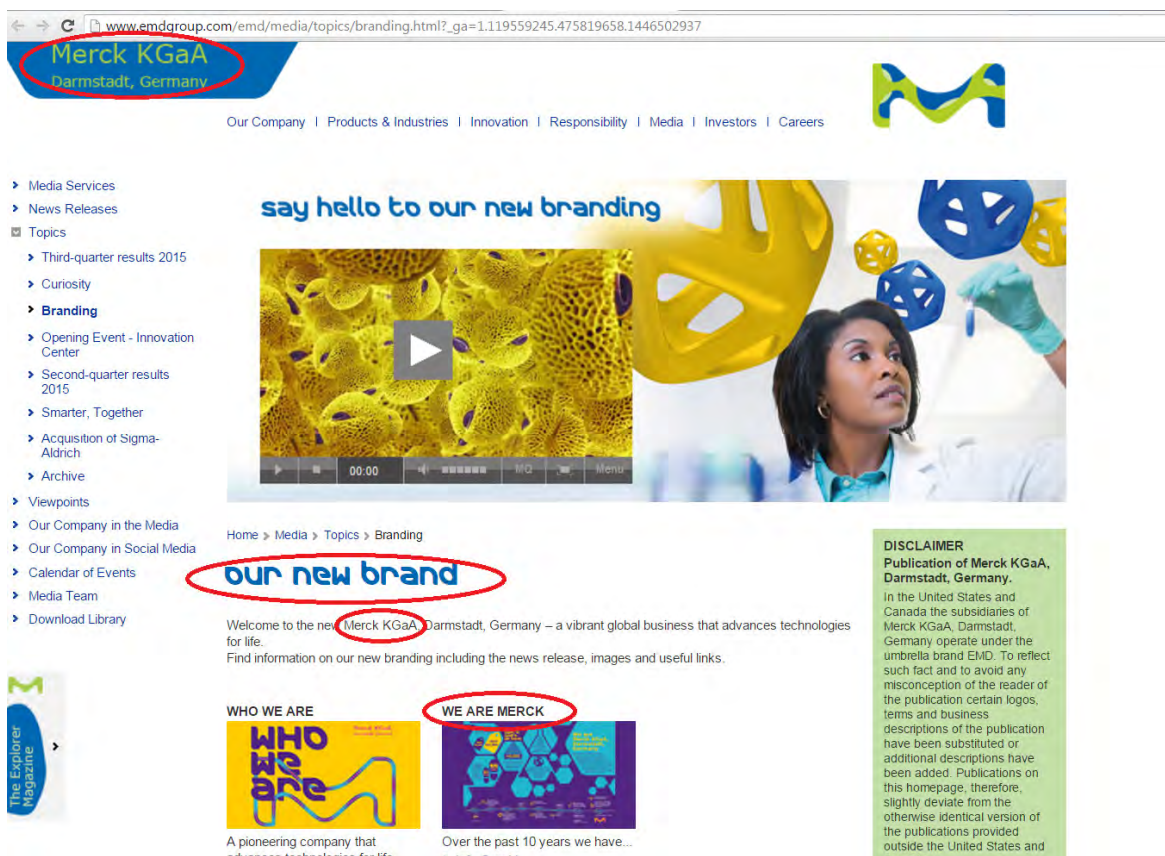 www.emdgroup.com/emd/media/topics/branding.html?_ga=1.119559245.475819658.1446502937
Merck KGaA
Darmstadt, Germany
Our Company | Products & Industries | Innovation | Responsibility | Media | Investors | Careers
Media Services
News Releases
Topics
Third-quarter results 2015
Curiosity
Branding
Opening Event - Innovation
Center
Second-quarter results
2015
Smarter, Together
Acquisition of Sigma-
Aldrich
Archive
Viewpoints
Our Company in the Media
Our Company in Social Media
Calendar of Events
Media Team
Download Library
The Explorer
Magazine
say hello to our new branding
00:00
MQ
Menu
Home > Media > Topics > Branding
our new brand
Welcome to the new Merck KGaA, Darmstadt, Germany – a vibrant global business that advances technologies
for life.
Find information on our new branding including the news release, images and useful links.
WHO WE ARE
WHO
WE
are
A pioneering company that
advances technologies for life
WE ARE MERCK
Over the past 10 years we have...
DISCLAIMER
Publication of Merck KGaA,
Darmstadt, Germany.
In the United States and
Canada the subsidiaries of
Merck KGaA, Darmstadt,
Germany operate under the
umbrella brand EMD. To reflect
such fact and to avoid any
misconception of the reader of
the publication certain logos,
terms and business
descriptions of the publication
have been substituted or
additional descriptions have
been added. Publications on
this homepage, therefore,
slightly deviate from the
otherwise identical version of
the publications provided
outside the United States and